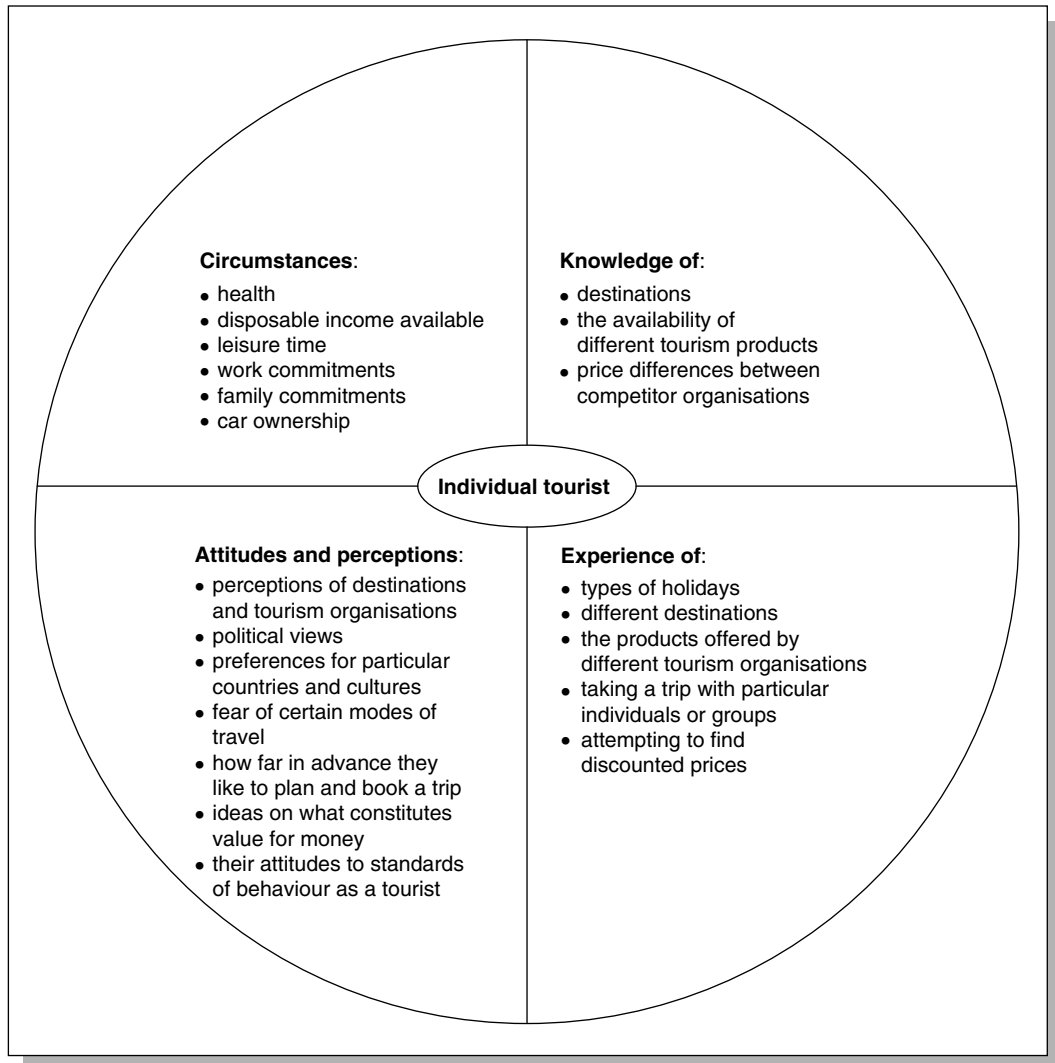 Circumstances:
• health
• disposable income available
• leisure time
• work commitments
• family commitments
• car ownership
Knowledge of:
• destinations
• the availability of
different tourism products
• price differences between
competitor organisations
Individual tourist
Attitudes and perceptions:
• perceptions of destinations
and tourism organisations
• political views
• preferences for particular
countries and cultures
• fear of certain modes of
travel
• how far in advance they
like to plan and book a trip
• ideas on what constitutes
value for money
• their attitudes to standards
of behaviour as a tourist
Experience of:
• types of holidays
• different destinations
• the products offered by
different tourism organisations
• taking a trip with particular
individuals or groups
• attempting to find
discounted prices